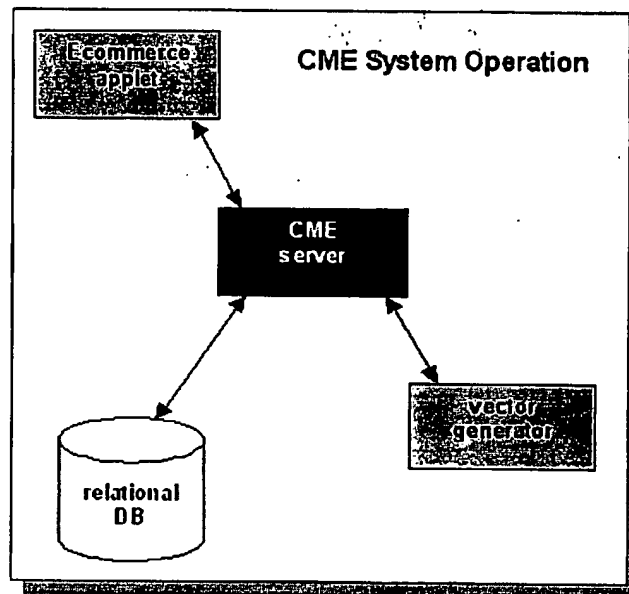 Ecommerce
applet
CME System Operation
CME
server
vector
generator
relational
DB